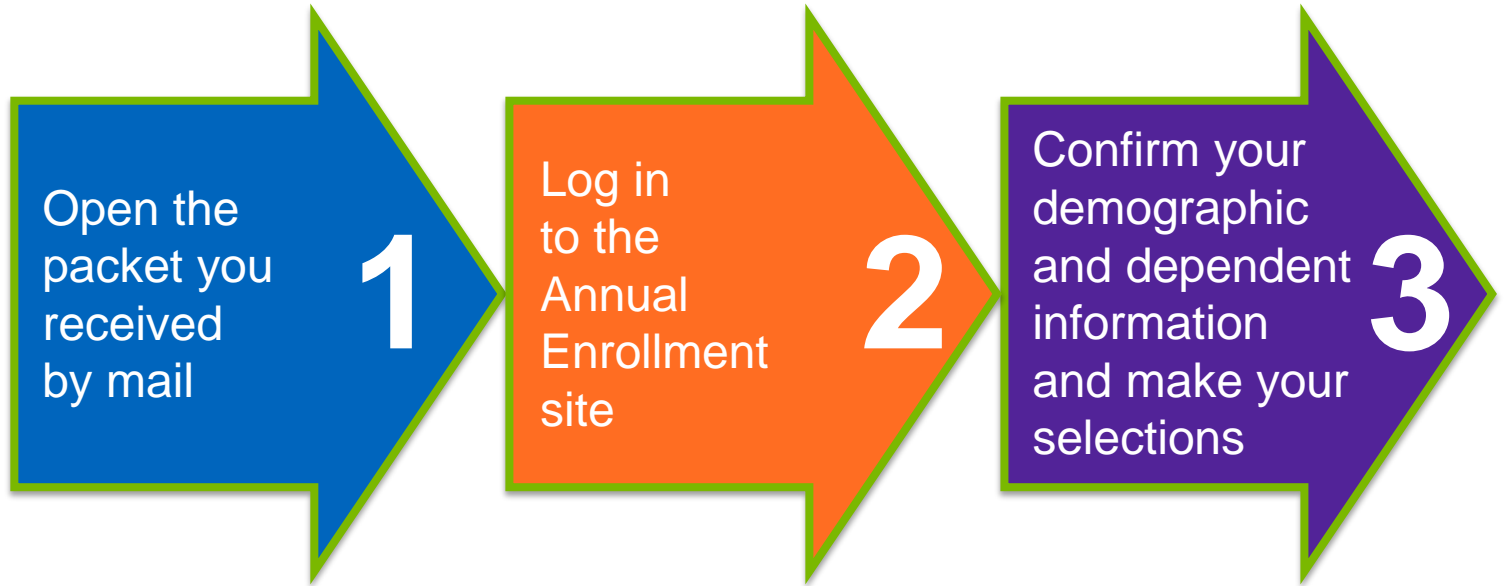 Open the
packet you
received
by mail
1
Log in
to the
Annual
Enrollment
site
2
Confirm your
demographic
and dependent
information
and make your
selections
3